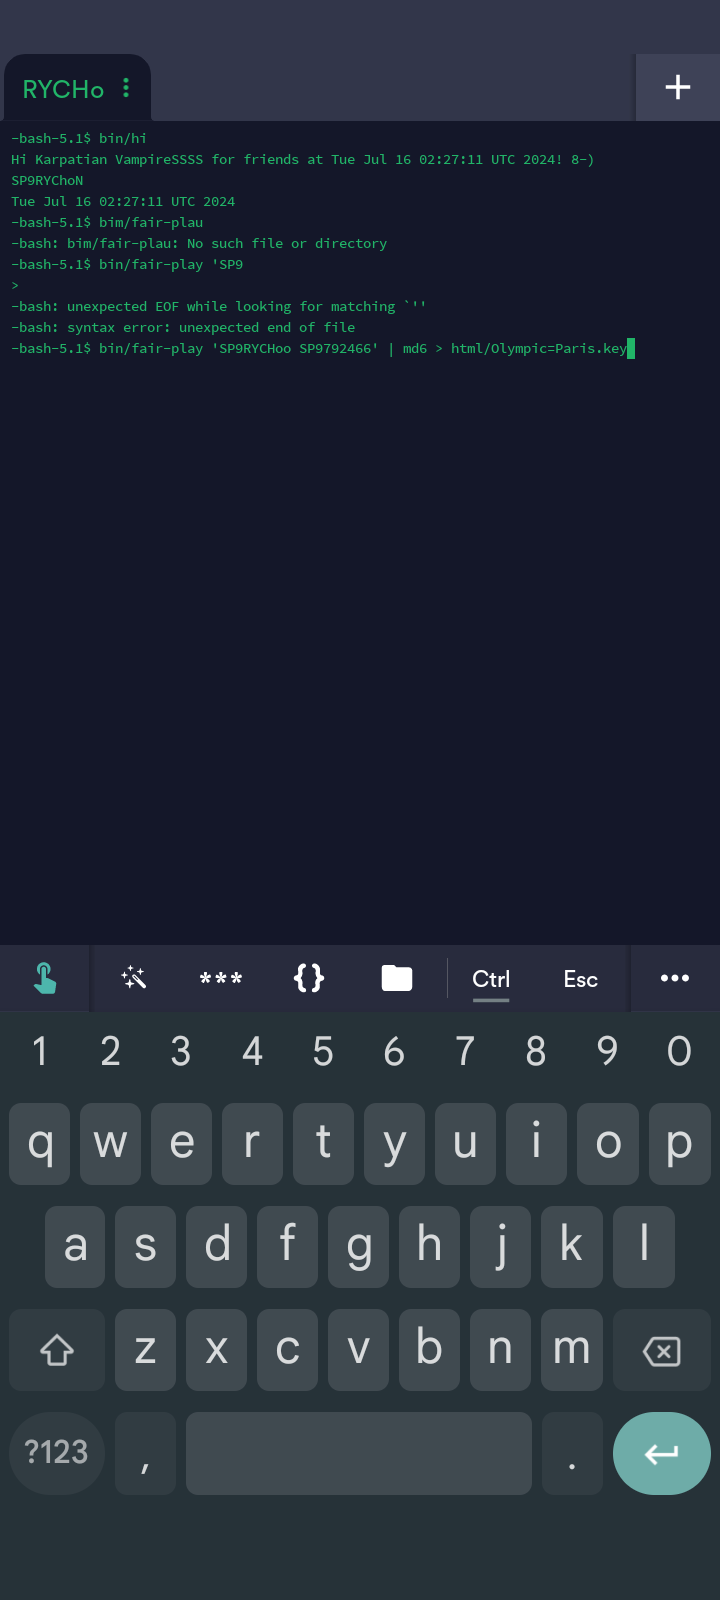 RYCHo
-bash-5.1$ bin/hi
Hi Karpatian VampireSSSS for friends at Tue Jul 16 02:27:11 UTC 2024! 8-)
SP9RYChoN
Tue Jul 16 02:27:11 UTC 2024
-bash-5.1$ bim/fair-plau
-bash: bim/fair-plau: No such file or directory
-bash-5.1$ bin/fair-play 'SP9
>
-bash: unexpected EOF while looking for matching `''
-bash: syntax error: unexpected end of file
-bash-5.1$ bin/fair-play 'SP9RYCHoo SP9792466' | md6 > html/Olympic=Paris.key
*** {} Ctrl Esc
1 2 3 4 5 6 7 8 9 0
q w e r t y u i o p
a s d f g h j k l
z x c v b n m
?123 , .